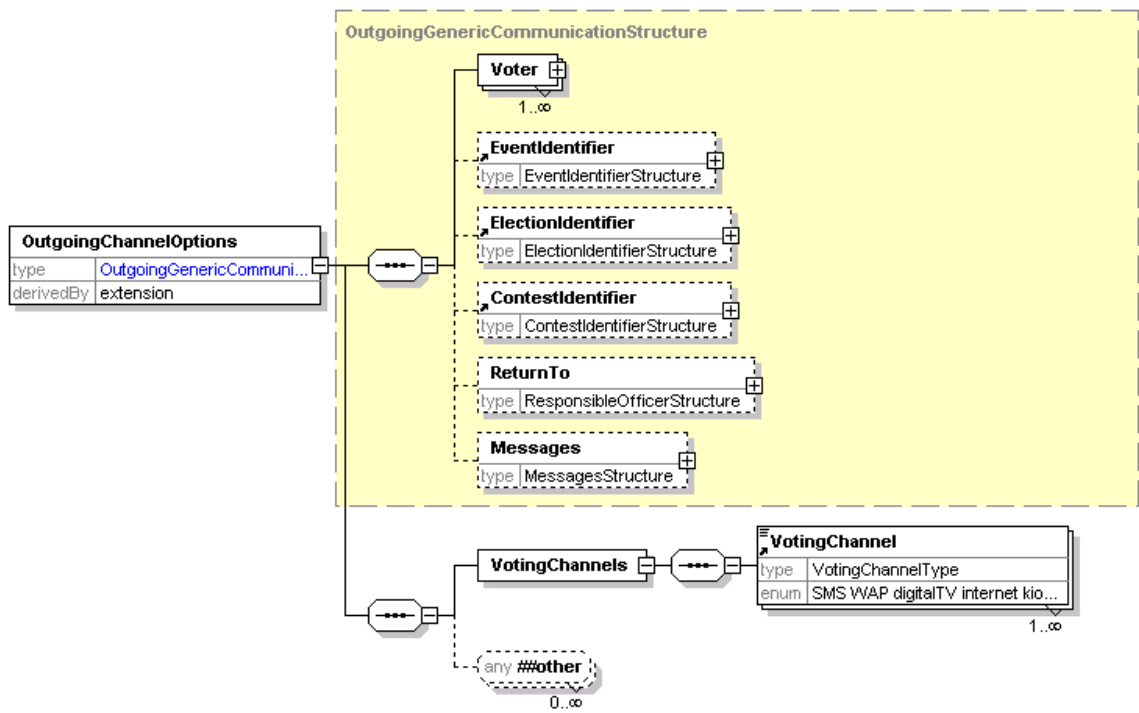 OutgoingGenericCommunicationStructure
Voter
1..∞
EventIdentifier
type EventIdentifierStructure
ElectionIdentifier
type ElectionIdentifierStructure
OutgoingChannelOptions
type OutgoingGenericCommuni...
derivedBy extension
ContestIdentifier
type ContestIdentifierStructure
ReturnTo
type ResponsibleOfficerStructure
Messages
type MessagesStructure
VotingChannels
VotingChannel
type VotingChannelType
enum SMS WAP digitalTV internet kio...
1..∞
any ##other
0..∞